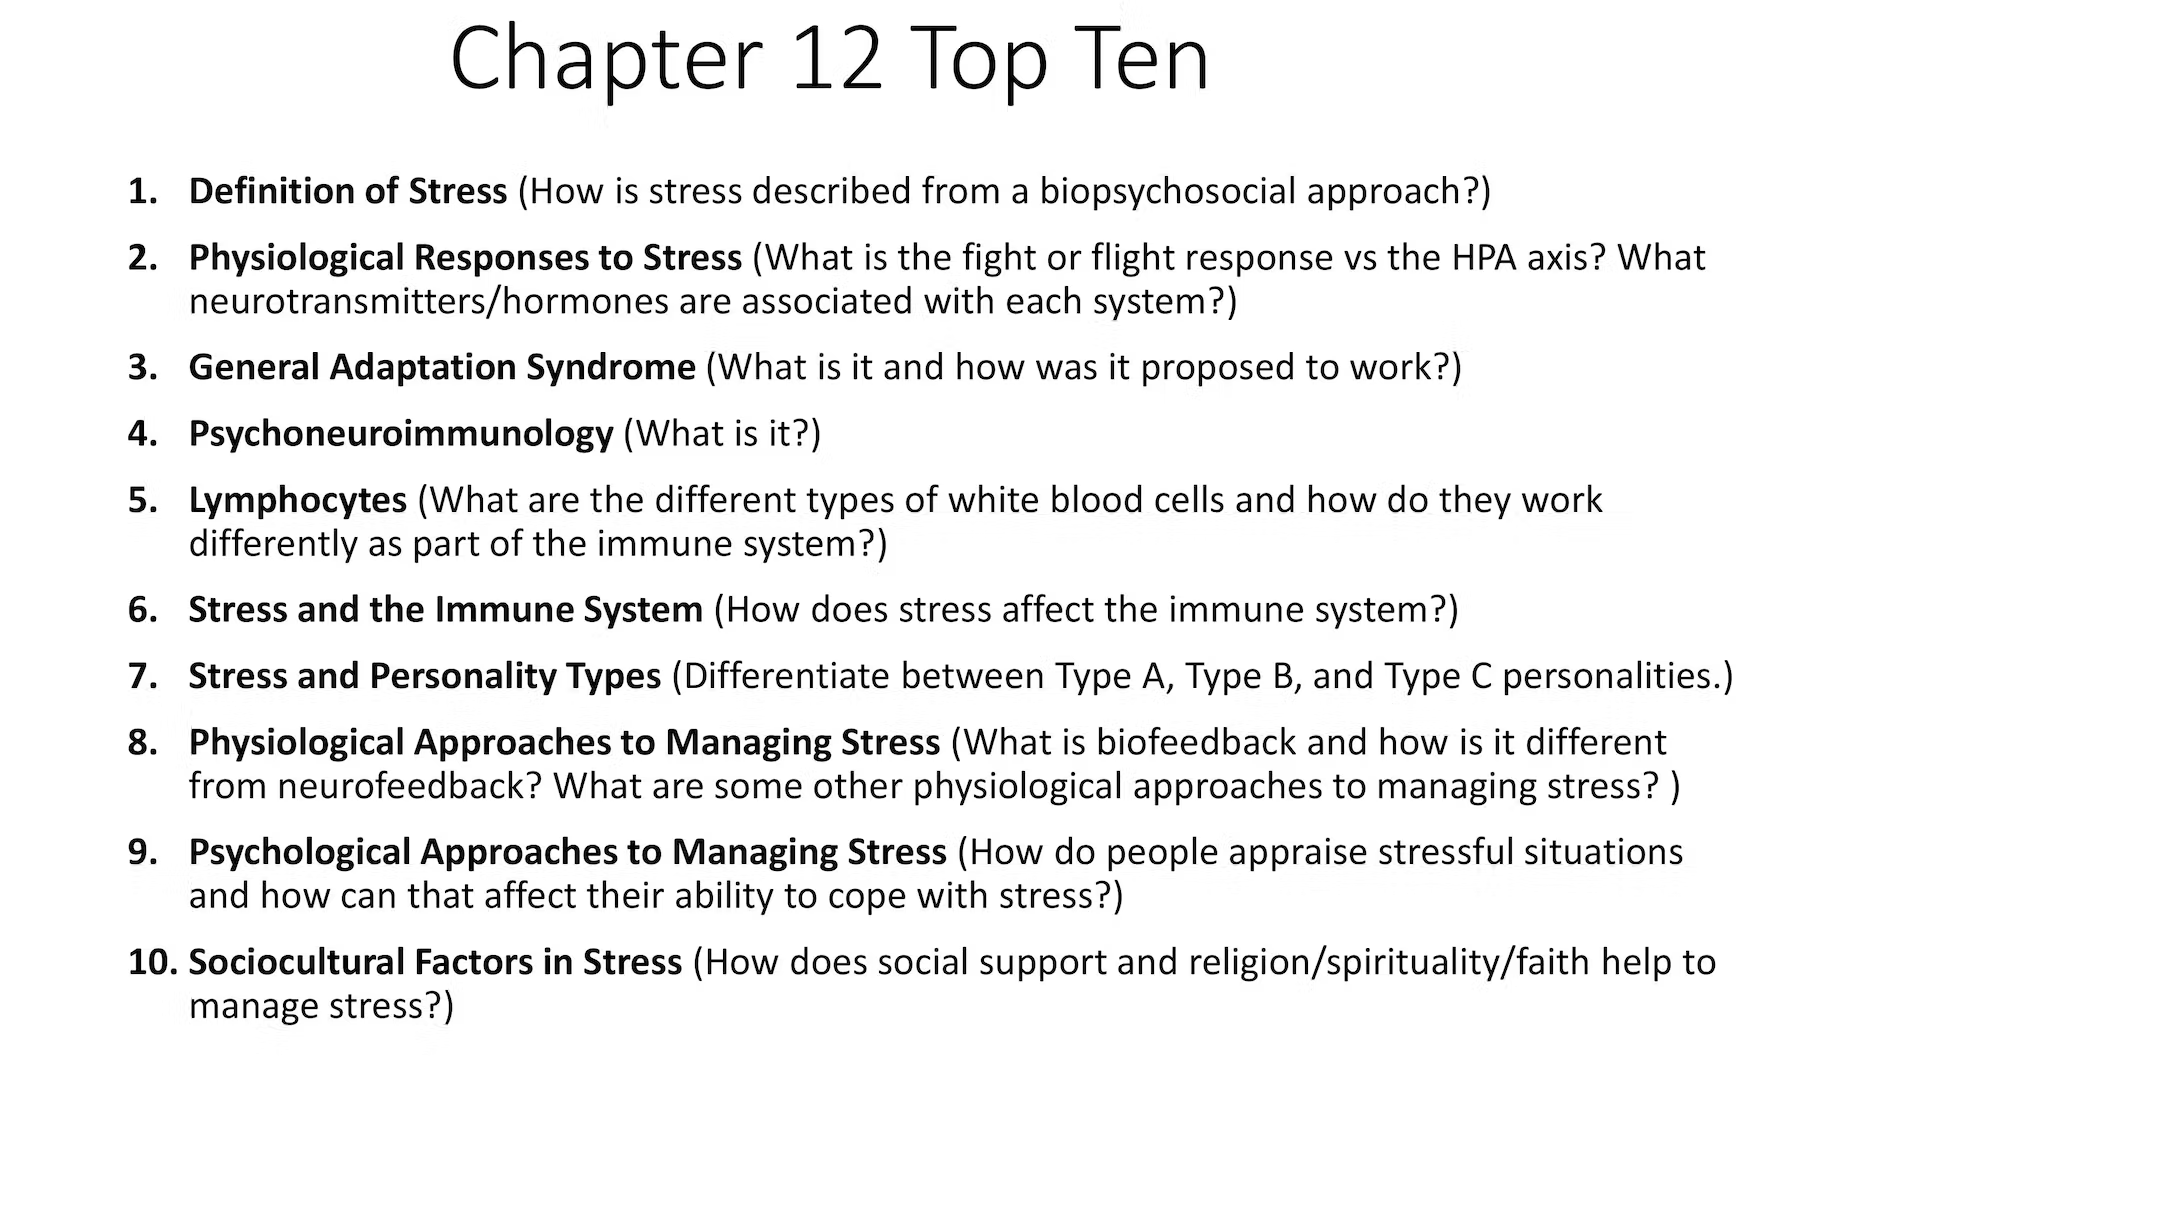 Chapter 12 Top Ten
1. Definition of Stress (How is stress described from a biopsychosocial approach?)
2. Physiological Responses to Stress (What is the fight or flight response vs the HPA axis? What
neurotransmitters/hormones are associated with each system?)
3. General Adaptation Syndrome (What is it and how was it proposed to work?)
4. Psychoneuroimmunology (What is it?)
5. Lymphocytes (What are the different types of white blood cells and how do they work
differently as part of the immune system?)
6. Stress and the Immune System (How does stress affect the immune system?)
7. Stress and Personality Types (Differentiate between Type A, Type B, and Type C personalities.)
8. Physiological Approaches to Managing Stress (What is biofeedback and how is it different
from neurofeedback? What are some other physiological approaches to managing stress? )
9. Psychological Approaches to Managing Stress (How do people appraise stressful situations
and how can that affect their ability to cope with stress?)
10. Sociocultural Factors in Stress (How does social support and religion/spirituality/faith help to
manage stress?)